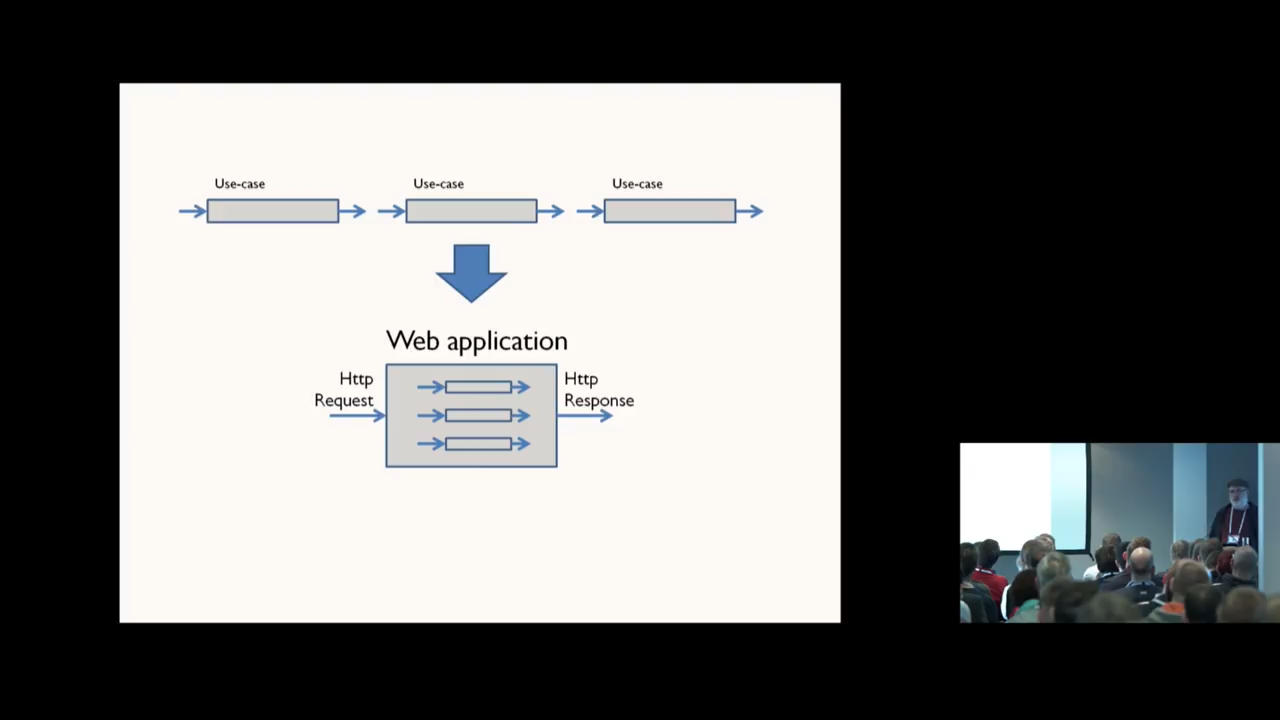 Use-case
Use-case
Use-case
Web application
Http
Request
Http
Response